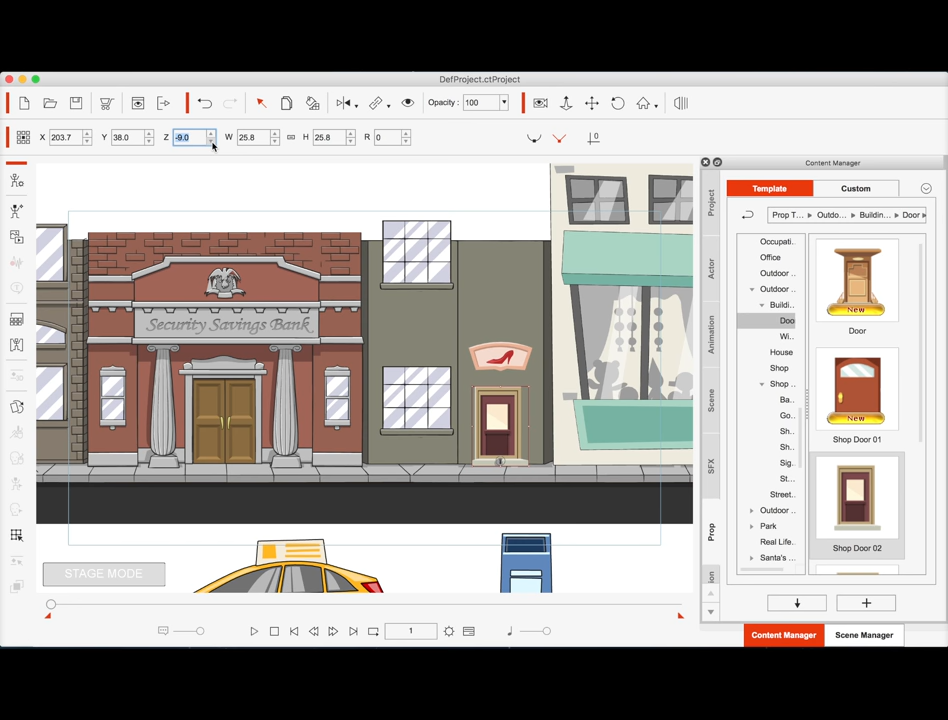 DefProject.ctProject
Opacity : 100
X 203.7 Y 38.0 Z -9.0 W 25.8 H 25.8 R 0
Content Manager
Template Custom
Prop T... Outdo... Buildin... Door
Project
Actor
Animation
Scene
SFX
Prop
Occupati..
Office
Outdoor ..
Outdoor ..
Buildi..
Doo
Wi..
House
Shop
Shop ..
Ba..
Go..
Sh..
Sh..
Sig..
St...
Street..
Outdoor ..
Park
Real Life..
Santa's ...
New
Door
New
Shop Door 01
Shop Door 02
Security Savings Bank
STAGE MODE
1
Content Manager Scene Manager